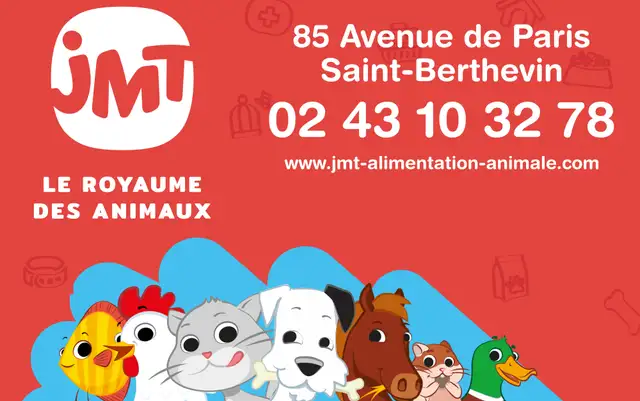 JMT
LE ROYAUME
DES ANIMAUX
85 Avenue de Paris
Saint-Berthevin
02 43 10 32 78
www.jmt-alimentation-animale.com